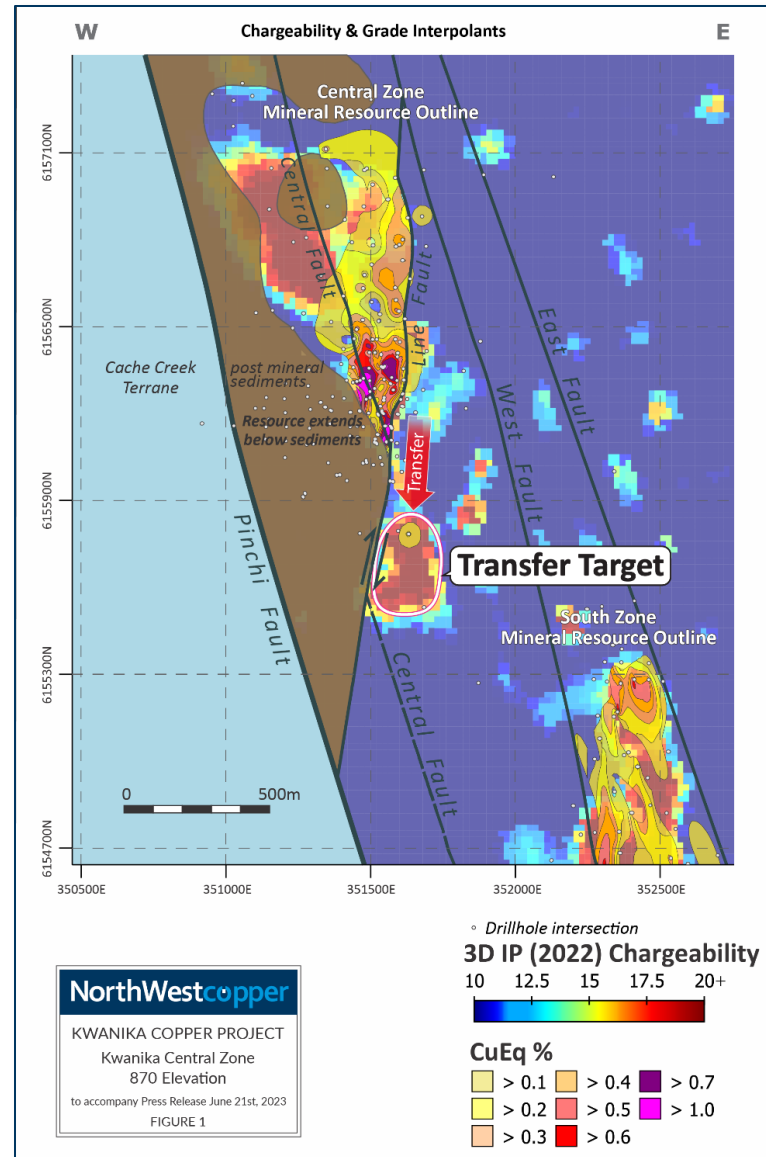 W
Chargeability & Grade Interpolants
E
Central Zone
Mineral Resource Outline
6157100N
Central Fault
Line Fault
6156500N
East Fault
Cache Creek
Terrane
post mineral
sediments
West Fault
Resource extends
below sediments
Transfer
6155900N
Pinchi Fault
Transfer Target
South Zone
Mineral Resource Outline
6155300N
Central Fault
0 500m
6154700N
350500E 351000E 351500E 352000E 352500E
Drillhole intersection
3D IP (2022) Chargeability
10 12.5 15 17.5 20+
NorthWestcopper
KWANIKA COPPER PROJECT
Kwanika Central Zone
870 Elevation
to accompany Press Release June 21st, 2023
FIGURE 1
CuEq %
> 0.1 > 0.4 > 0.7
> 0.2 > 0.5 > 1.0
> 0.3 > 0.6